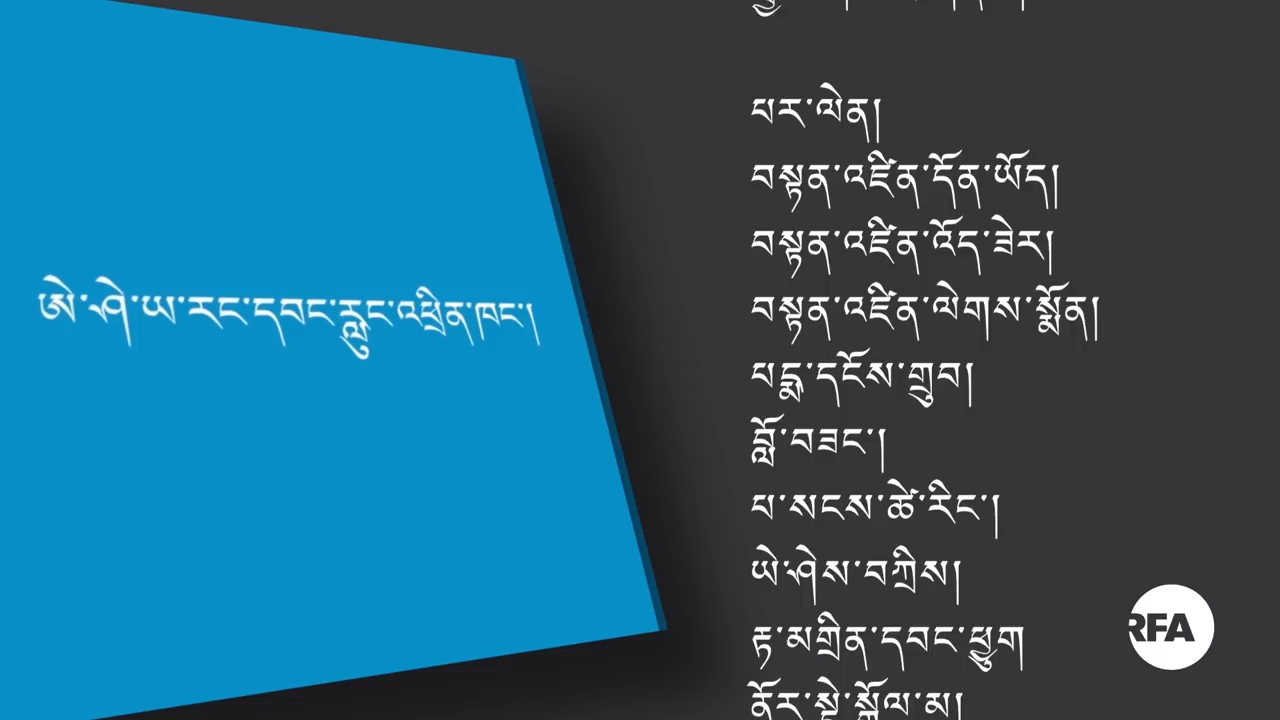 ཨེ་ཤེ་ཡ་རང་དབང་རླུང་འཕྲིན་ཁང་།
པར་ལེན།
བསྟན་འཛིན་དོན་ཡོད།
བསྟན་འཛིན་འོད་ཟེར།
བསྟན་འཛིན་ལེགས་སྨོན།
པདྨ་དངོས་གྲུབ།
བློ་བཟང་།
པ་སངས་ཚེ་རིང་།
ཡེ་ཤེས་བཀྲིས།
རྟ་མགྲིན་དབང་ཕྱུག
ནོར་སྡེ་སྒྲོལ་མ།
RFA